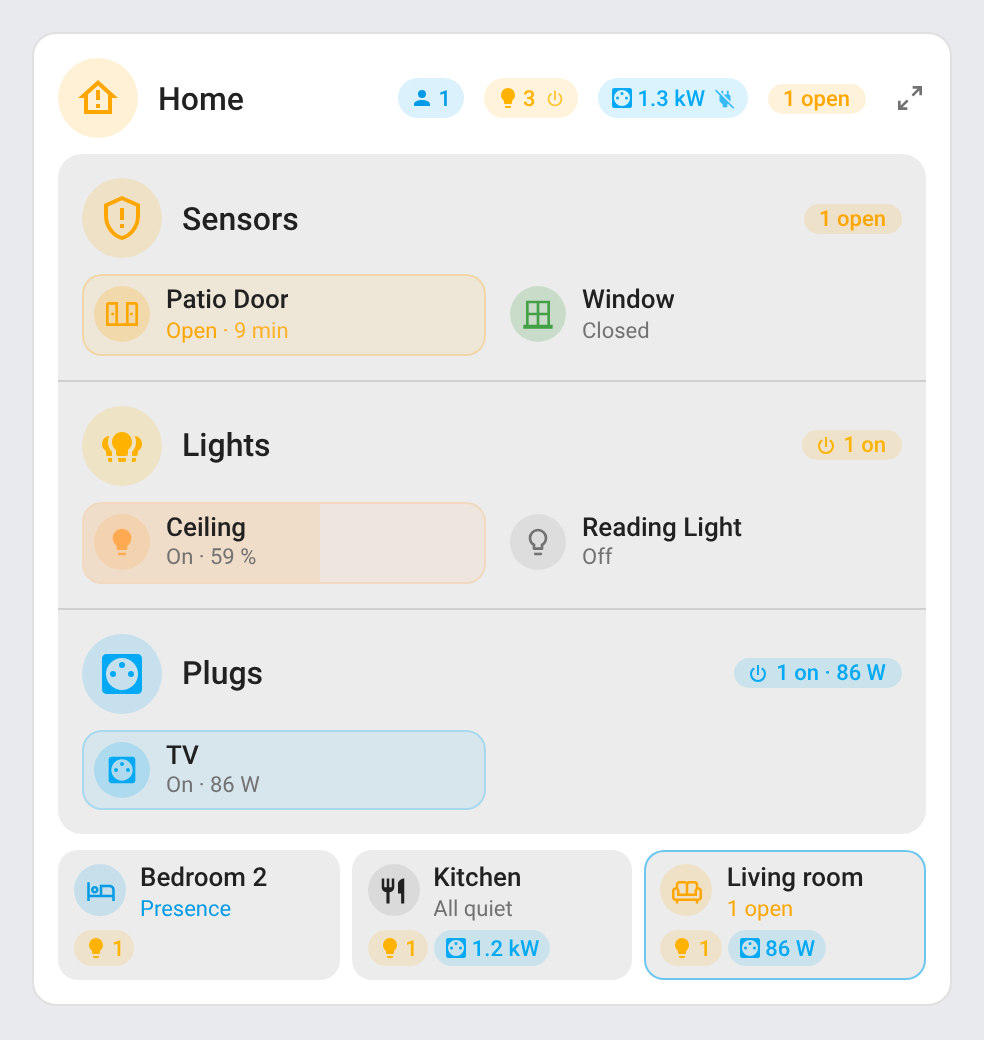 Home
1
3
1.3 kW
1 open
Sensors
1 open
Patio Door
Open · 9 min
Window
Closed
Lights
1 on
Ceiling
On · 59 %
Reading Light
Off
Plugs
1 on · 86 W
TV
On · 86 W
Bedroom 2
Presence
1
Kitchen
All quiet
1
1.2 kW
Living room
1 open
1
86 W